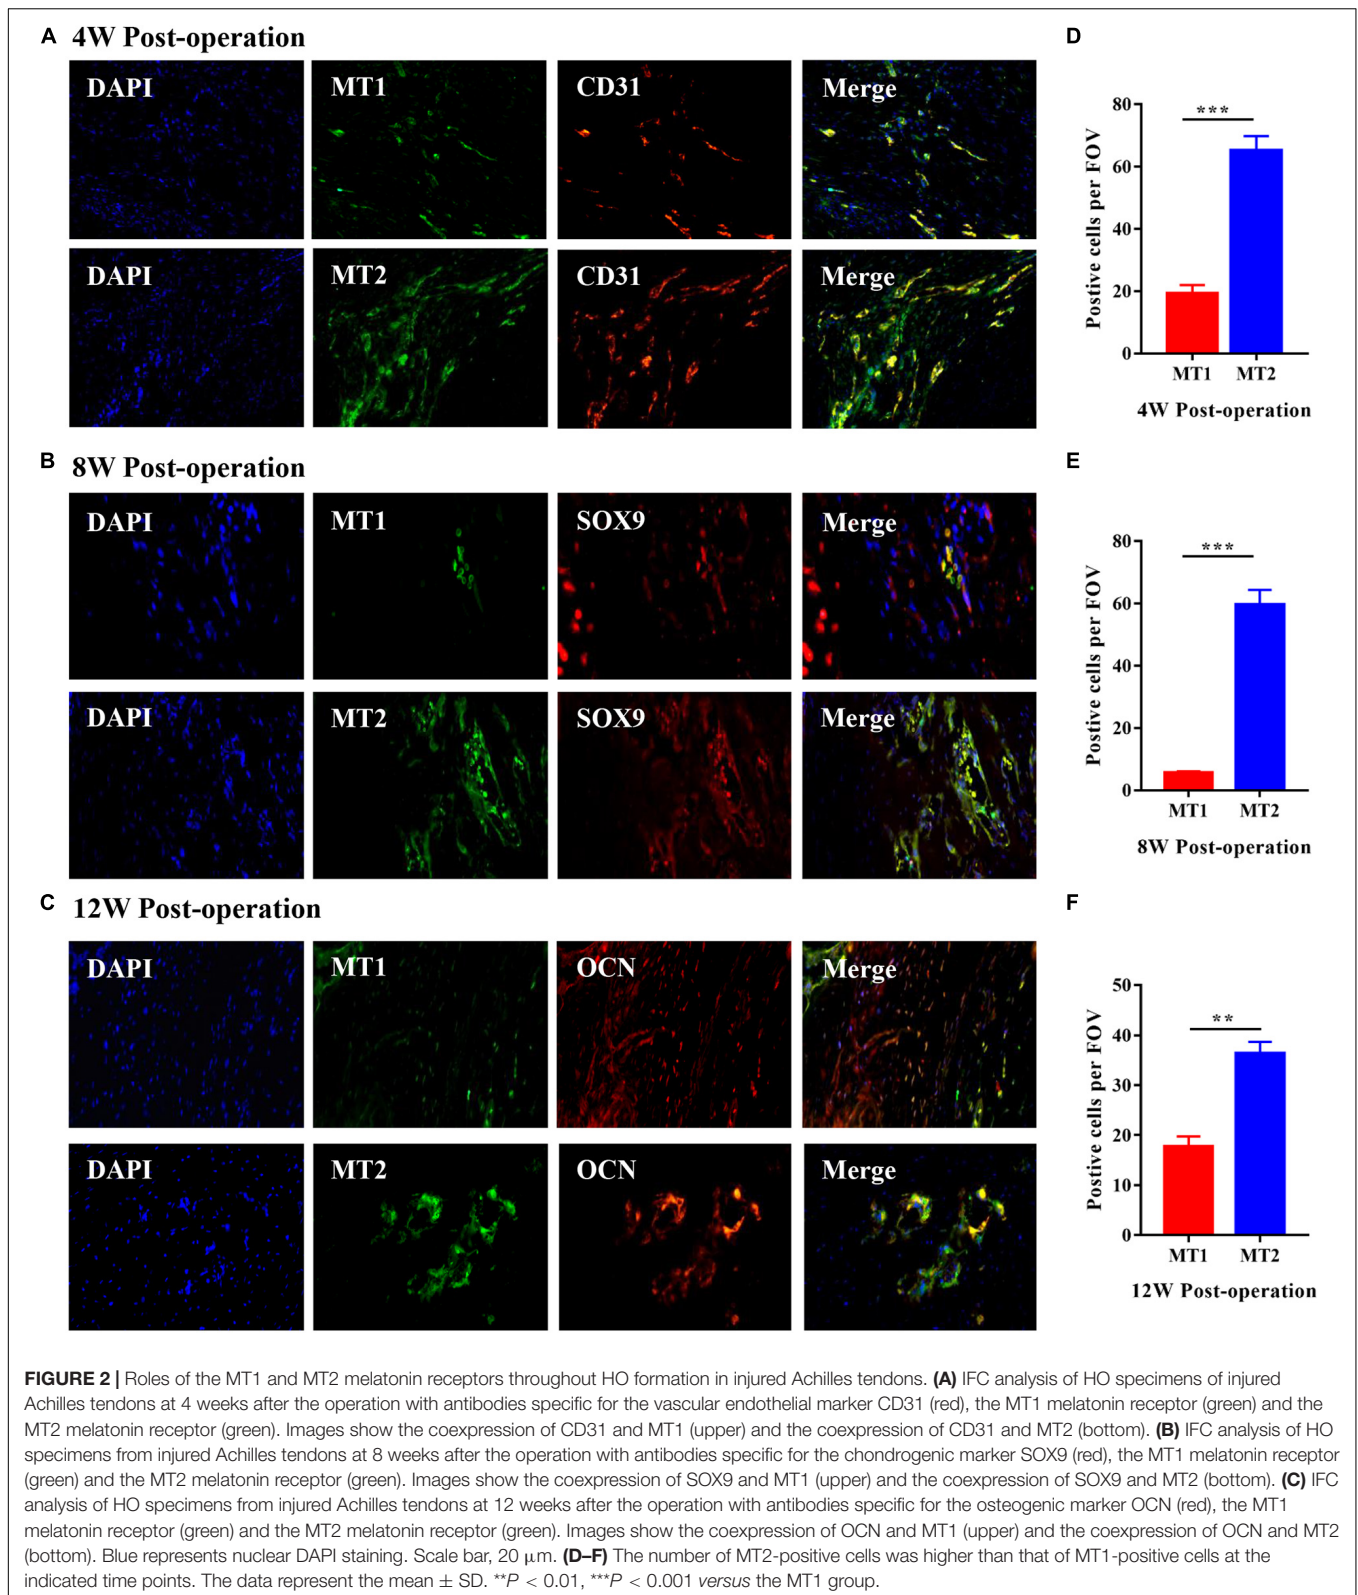 A 4W Post-operation
DAPI MT1 CD31 Merge
DAPI MT2 CD31 Merge
D
Postive cells per FOV
80
60
40
20
0
***
MT1 MT2
4W Post-operation
B 8W Post-operation
DAPI MT1 SOX9 Merge
DAPI MT2 SOX9 Merge
E
Postive cells per FOV
80
60
40
20
0
***
MT1 MT2
8W Post-operation
C 12W Post-operation
DAPI MT1 OCN Merge
DAPI MT2 OCN Merge
F
Postive cells per FOV
50
40
30
20
10
0
**
MT1 MT2
12W Post-operation
FIGURE 2 | Roles of the MT1 and MT2 melatonin receptors throughout HO formation in injured Achilles tendons. (A) IFC analysis of HO specimens of injured
Achilles tendons at 4 weeks after the operation with antibodies specific for the vascular endothelial marker CD31 (red), the MT1 melatonin receptor (green) and the
MT2 melatonin receptor (green). Images show the coexpression of CD31 and MT1 (upper) and the coexpression of CD31 and MT2 (bottom). (B) IFC analysis of HO
specimens from injured Achilles tendons at 8 weeks after the operation with antibodies specific for the chondrogenic marker SOX9 (red), the MT1 melatonin receptor
(green) and the MT2 melatonin receptor (green). Images show the coexpression of SOX9 and MT1 (upper) and the coexpression of SOX9 and MT2 (bottom). (C) IFC
analysis of HO specimens from injured Achilles tendons at 12 weeks after the operation with antibodies specific for the osteogenic marker OCN (red), the MT1
melatonin receptor (green) and the MT2 melatonin receptor (green). Images show the coexpression of OCN and MT1 (upper) and the coexpression of OCN and MT2
(bottom). Blue represents nuclear DAPI staining. Scale bar, 20 μm. (D–F) The number of MT2-positive cells was higher than that of MT1-positive cells at the
indicated time points. The data represent the mean ± SD. **P < 0.01, ***P < 0.001 versus the MT1 group.